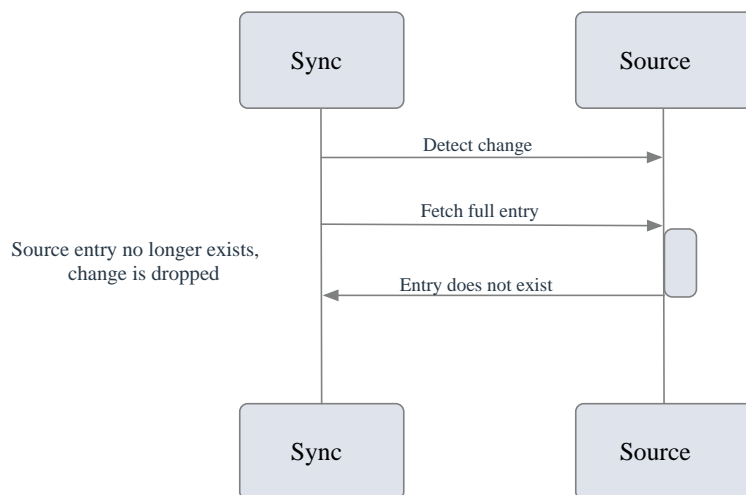 Sync
Source
Detect change
Fetch full entry
Source entry no longer exists,
change is dropped
Entry does not exist
Sync
Source